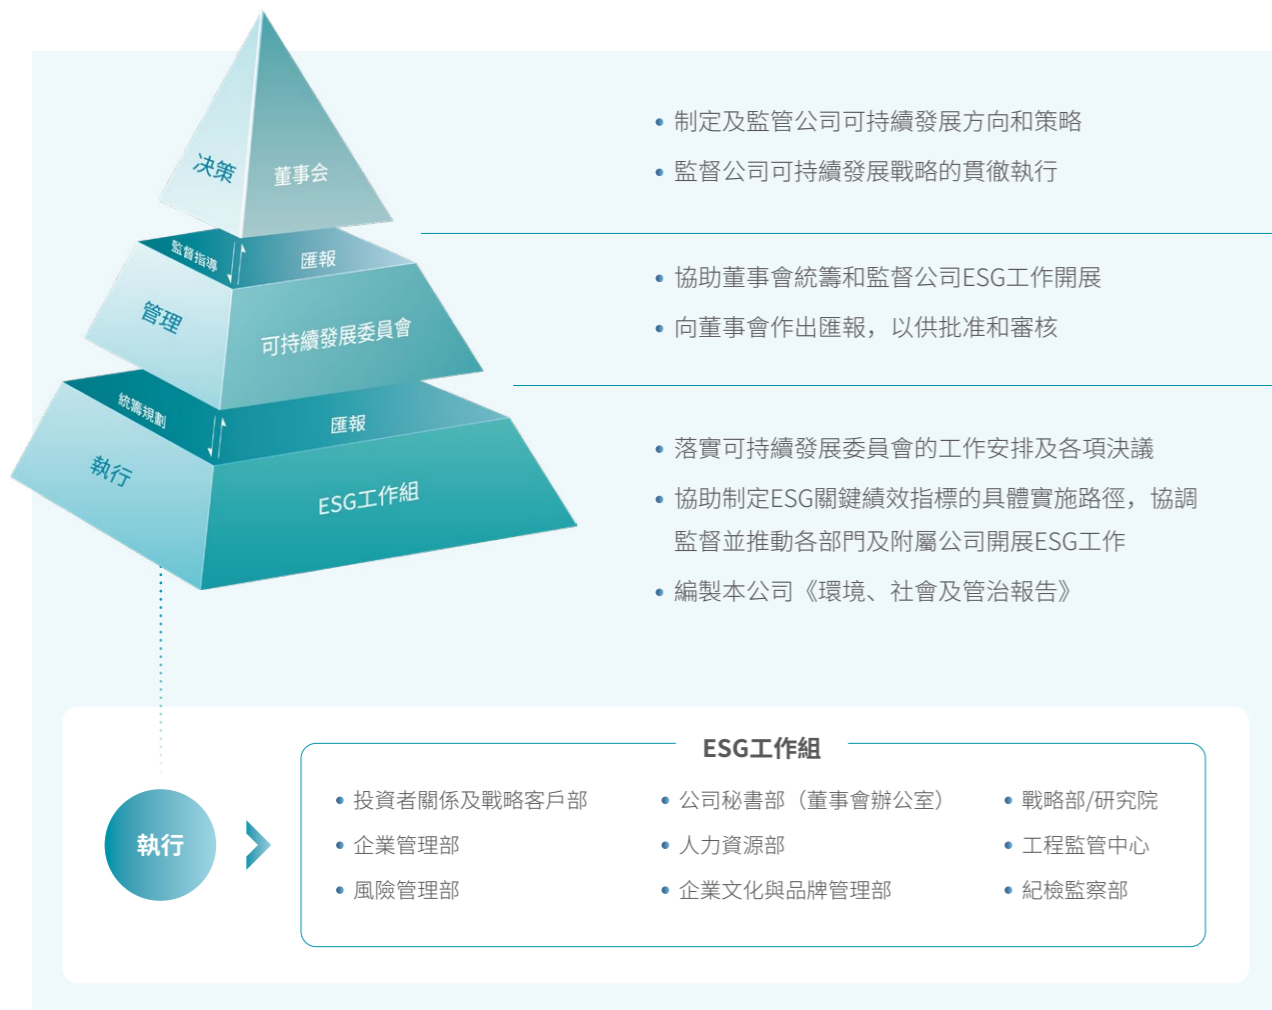 决策
董事会
制定及監管公司可持續發展方向和策略
監督公司可持續發展戰略的貫徹執行
監督指導
匯報
管理
可持續發展委員會
協助董事會統籌和監督公司ESG工作開展
向董事會作出匯報，以供批准和審核
統籌規劃
匯報
執行
ESG工作組
落實可持續發展委員會的工作安排及各項決議
協助制定ESG關鍵績效指標的具體實施路徑，協調
監督並推動各部門及附屬公司開展ESG工作
編製本公司《環境、社會及管治報告》
執行
ESG工作組
投資者關係及戰略客戶部
公司秘書部（董事會辦公室）
戰略部/研究院
企業管理部
人力資源部
工程監管中心
風險管理部
企業文化與品牌管理部
紀檢監察部